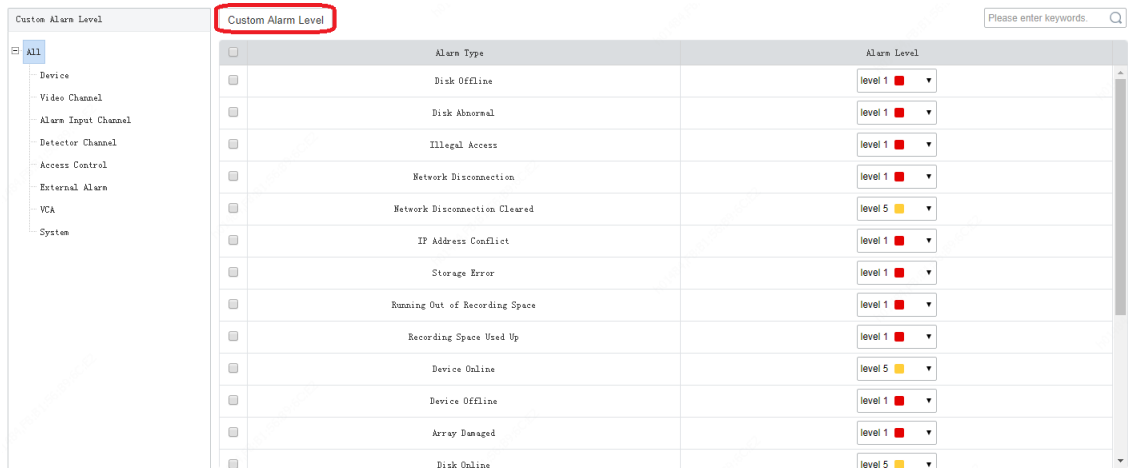 Custom Alarm Level
All
Device
Video Channel
Alarm Input Channel
Detector Channel
Access Control
External Alarm
VCA
System
Custom Alarm Level
Please enter keywords.
Alarm Type Alarm Level
Disk Offline level 1
Disk Abnormal level 1
Illegal Access level 1
Network Disconnection level 1
Network Disconnection Cleared level 5
IP Address Conflict level 1
Storage Error level 1
Running Out of Recording Space level 1
Recording Space Used Up level 1
Device Online level 5
Device Offline level 1
Array Damaged level 1
Disk Online level 5